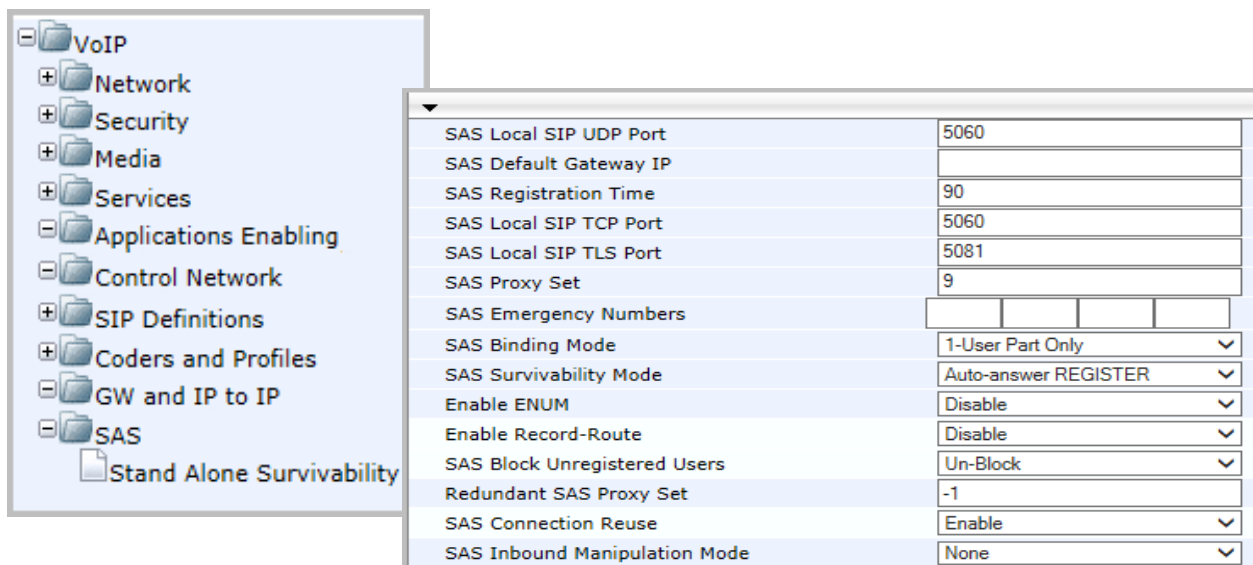 VoIP
Network
Security
Media
Services
Applications Enabling
Control Network
SIP Definitions
Coders and Profiles
GW and IP to IP
SAS
Stand Alone Survivability
SAS Local SIP UDP Port 5060
SAS Default Gateway IP
SAS Registration Time 90
SAS Local SIP TCP Port 5060
SAS Local SIP TLS Port 5081
SAS Proxy Set 9
SAS Emergency Numbers
SAS Binding Mode 1-User Part Only
SAS Survivability Mode Auto-answer REGISTER
Enable ENUM Disable
Enable Record-Route Disable
SAS Block Unregistered Users Un-Block
Redundant SAS Proxy Set -1
SAS Connection Reuse Enable
SAS Inbound Manipulation Mode None